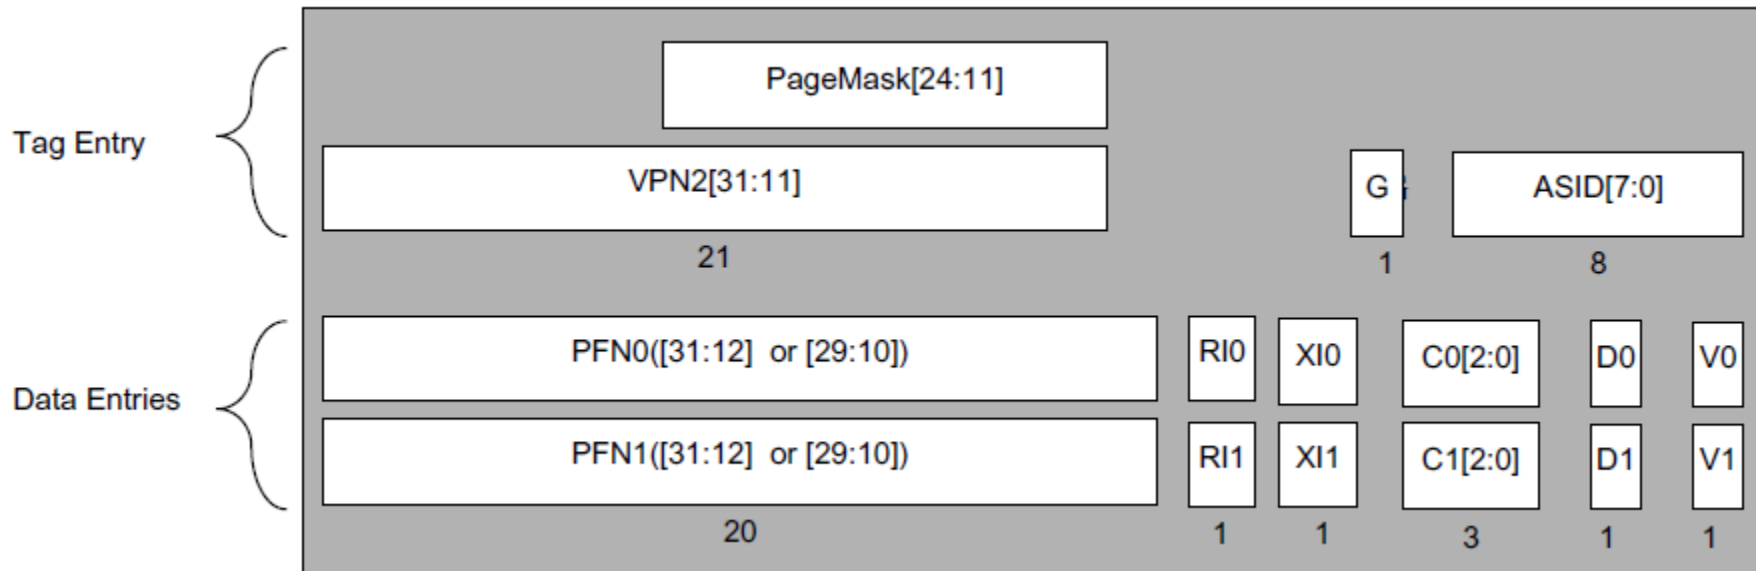 PageMask[24:11]
Tag Entry
VPN2[31:11]
G
ASID[7:0]
21
1
8
PFN0([31:12] or [29:10])
RI0
XI0
C0[2:0]
D0
V0
Data Entries
PFN1([31:12] or [29:10])
RI1
XI1
C1[2:0]
D1
V1
20
1
1
3
1
1